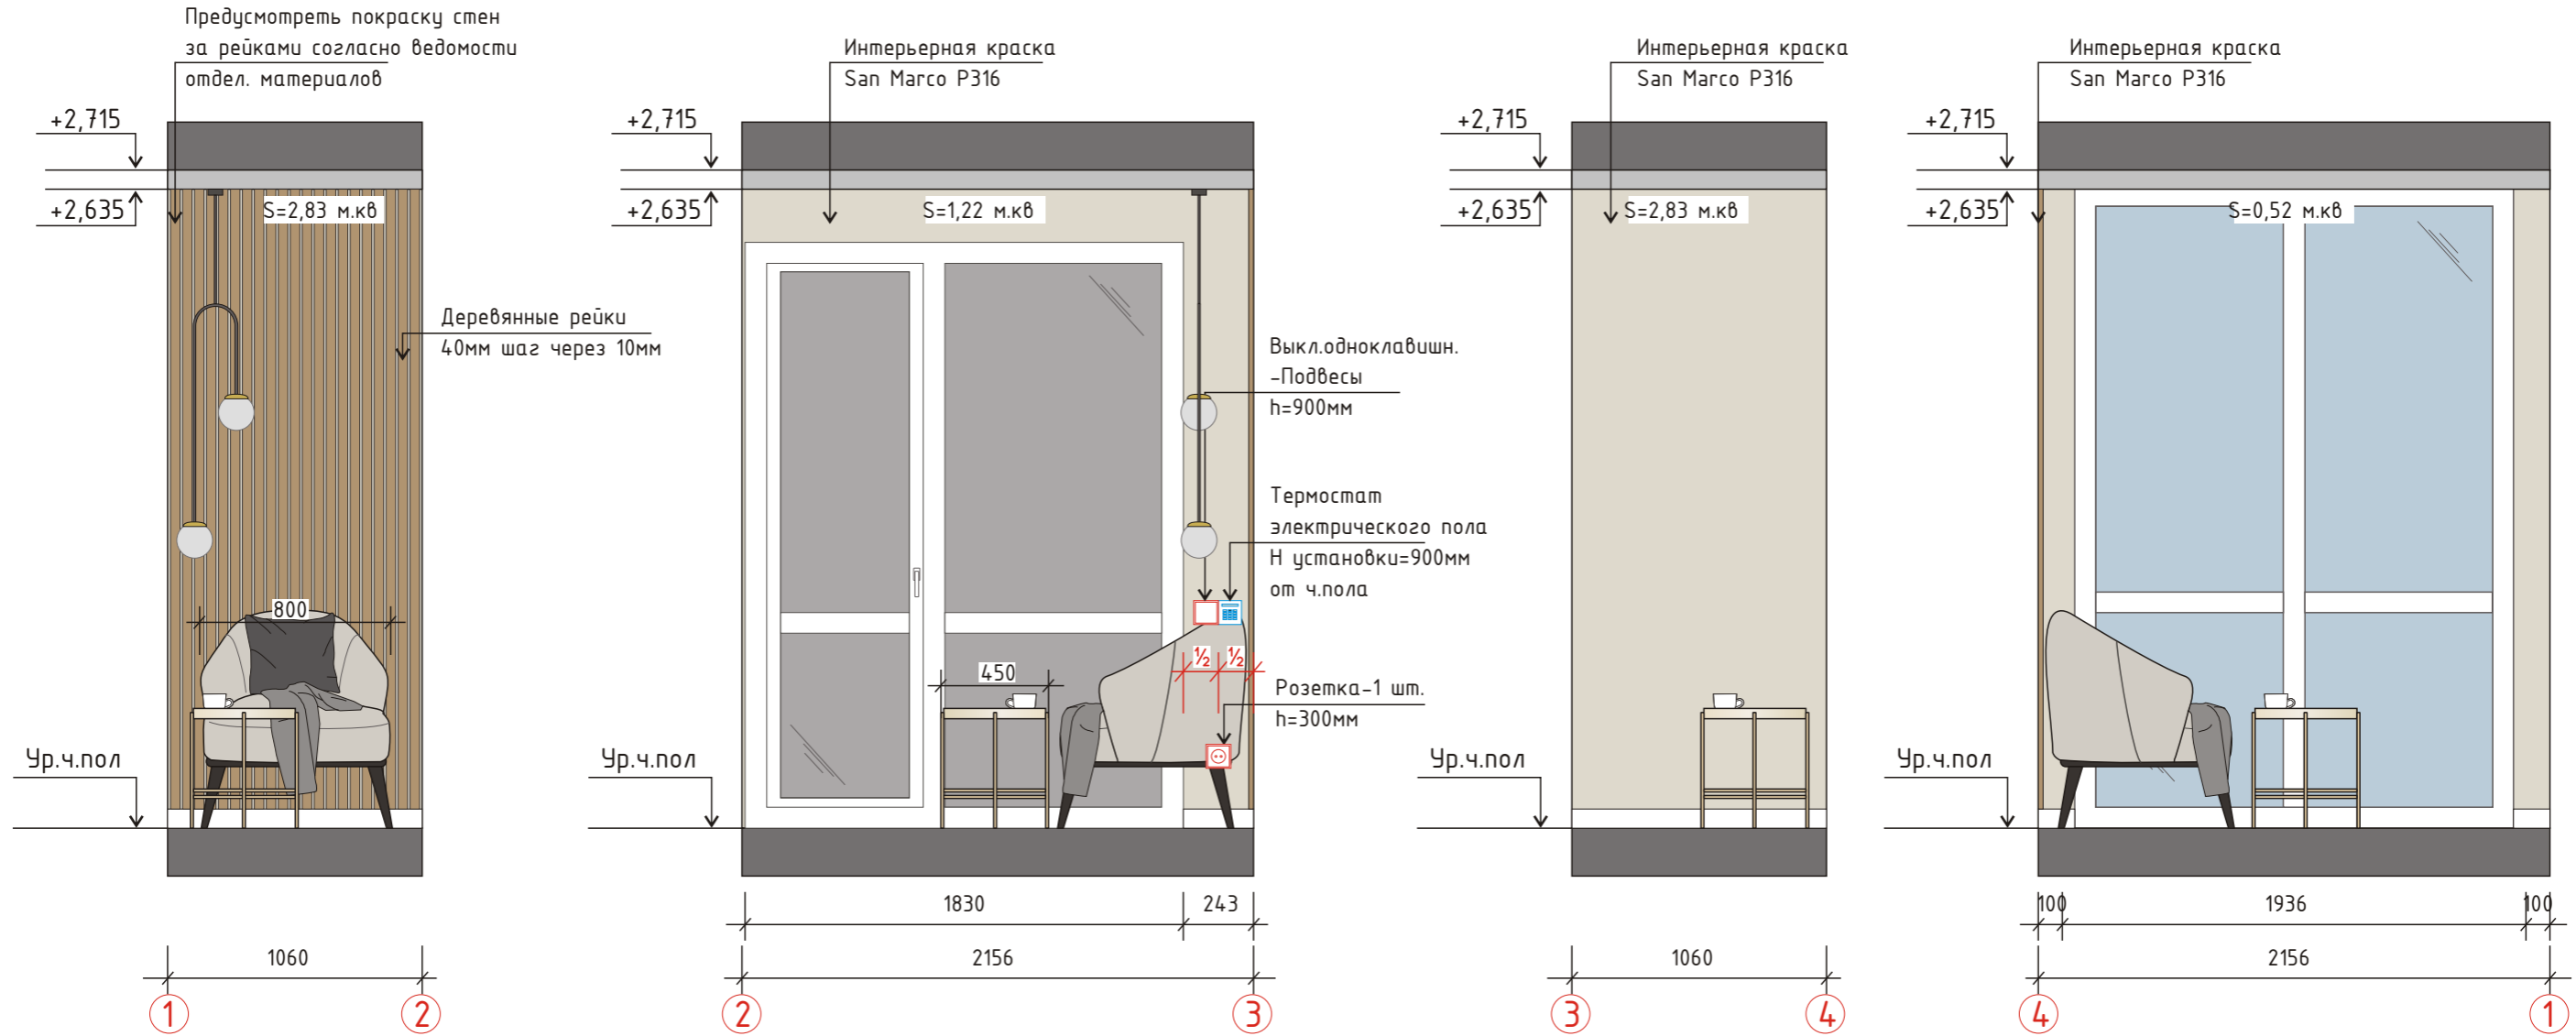 Предусмотреть покраску стен
за рейками согласно ведомости
отдел. материалов
+2,715
+2,635
S=2,83 м.кв
Деревянные рейки
40мм шаг через 10мм
800
Ур.ч.пол
1060
1
2
Интерьерная краска
San Marco P316
+2,715
+2,635
S=1,22 м.кв
Выкл.одноклавишн.
-Подвесы
h=900мм
Термостат
электрического пола
Н установки=900мм
от ч.пола
½ ½
450
Розетка-1 шт.
h=300мм
Ур.ч.пол
1830
243
2156
2
3
Интерьерная краска
San Marco P316
+2,715
+2,635
S=2,83 м.кв
Ур.ч.пол
1060
3
4
Интерьерная краска
San Marco P316
+2,715
+2,635
S=0,52 м.кв
Ур.ч.пол
100
1936
100
2156
4
1